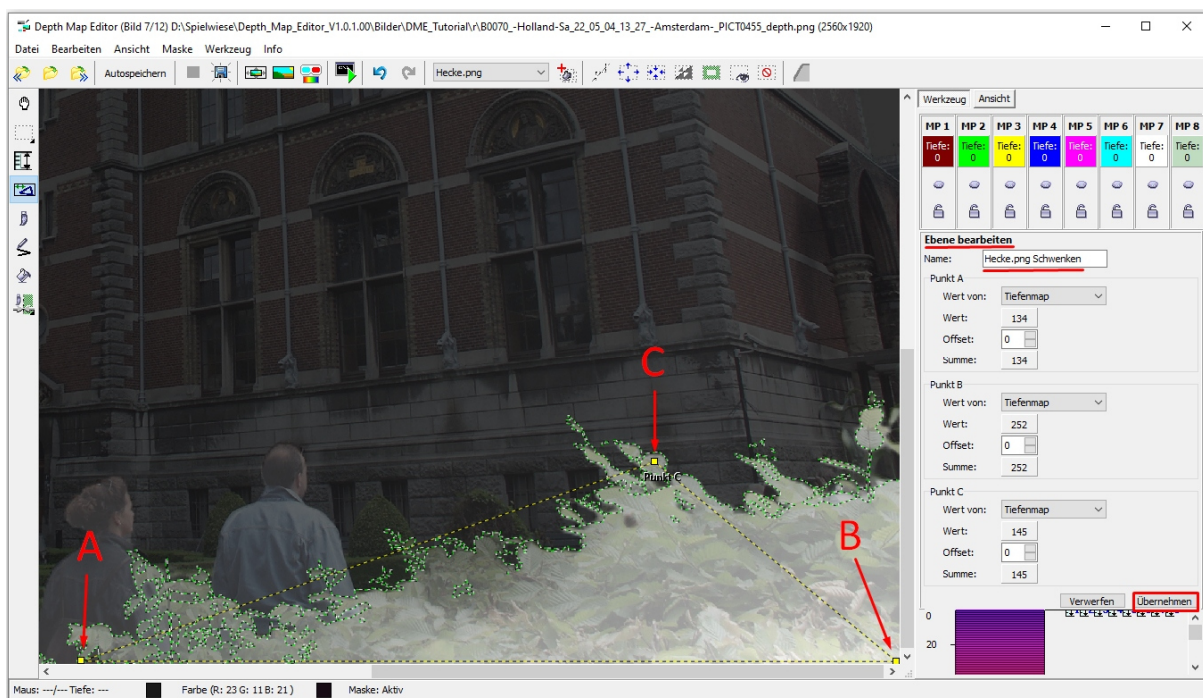 Depth Map Editor (Bild 7/12) D:\Spielwiese\Depth_Map_Editor_V1.0.1.00\Bilder\DME_Tutorial\r\B0070_-Holland-Sa_22_05_04_13_27_-Amsterdam-_PICT0455_depth.png (2560x1920)
Datei Bearbeiten Ansicht Maske Werkzeug Info
Autospeichern Hecke.png
Werkzeug Ansicht
MP 1 MP 2 MP 3 MP 4 MP 5 MP 6 MP 7 MP 8
Tiefe: Tiefe: Tiefe: Tiefe: Tiefe: Tiefe: Tiefe: Tiefe:
0 0 0 0 0 0 0 0
Ebene bearbeiten
Name: Hecke.png Schwenken
Punkt A
Wert von: Tiefenmap
Wert: 134
Offset: 0
Summe: 134
Punkt B
Wert von: Tiefenmap
Wert: 252
Offset: 0
Summe: 252
Punkt C
Wert von: Tiefenmap
Wert: 145
Offset: 0
Summe: 145
Verwerfen Übernehmen
0
20
C
Punkt C
A
B
Maus: ---/--- Tiefe: --- Farbe (R: 23 G: 11 B: 21) Maske: Aktiv